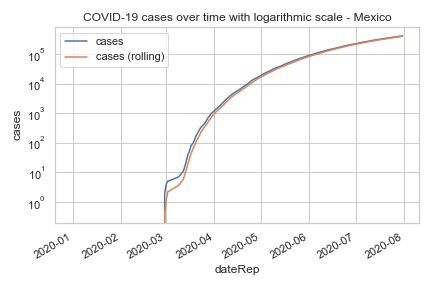 COVID-19 cases over time with logarithmic scale - Mexico
cases
cases (rolling)
10^5
10^4
10^3
10^2
10^1
10^0
cases
2020-01
2020-02
2020-03
2020-04
2020-05
2020-06
2020-07
2020-08
dateRep